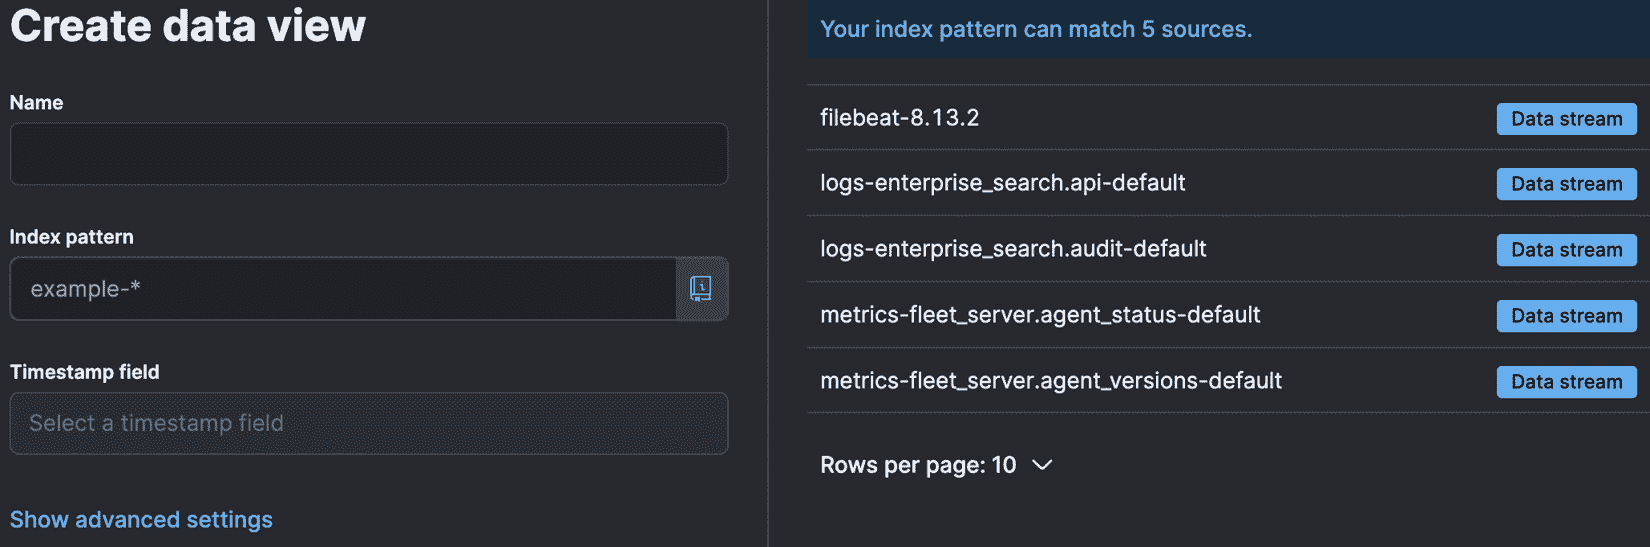 Create data view
Name
Index pattern
example-*
Timestamp field
Select a timestamp field
Show advanced settings
Your index pattern can match 5 sources.
filebeat-8.13.2 Data stream
logs-enterprise_search.api-default Data stream
logs-enterprise_search.audit-default Data stream
metrics-fleet_server.agent_status-default Data stream
metrics-fleet_server.agent_versions-default Data stream
Rows per page: 10